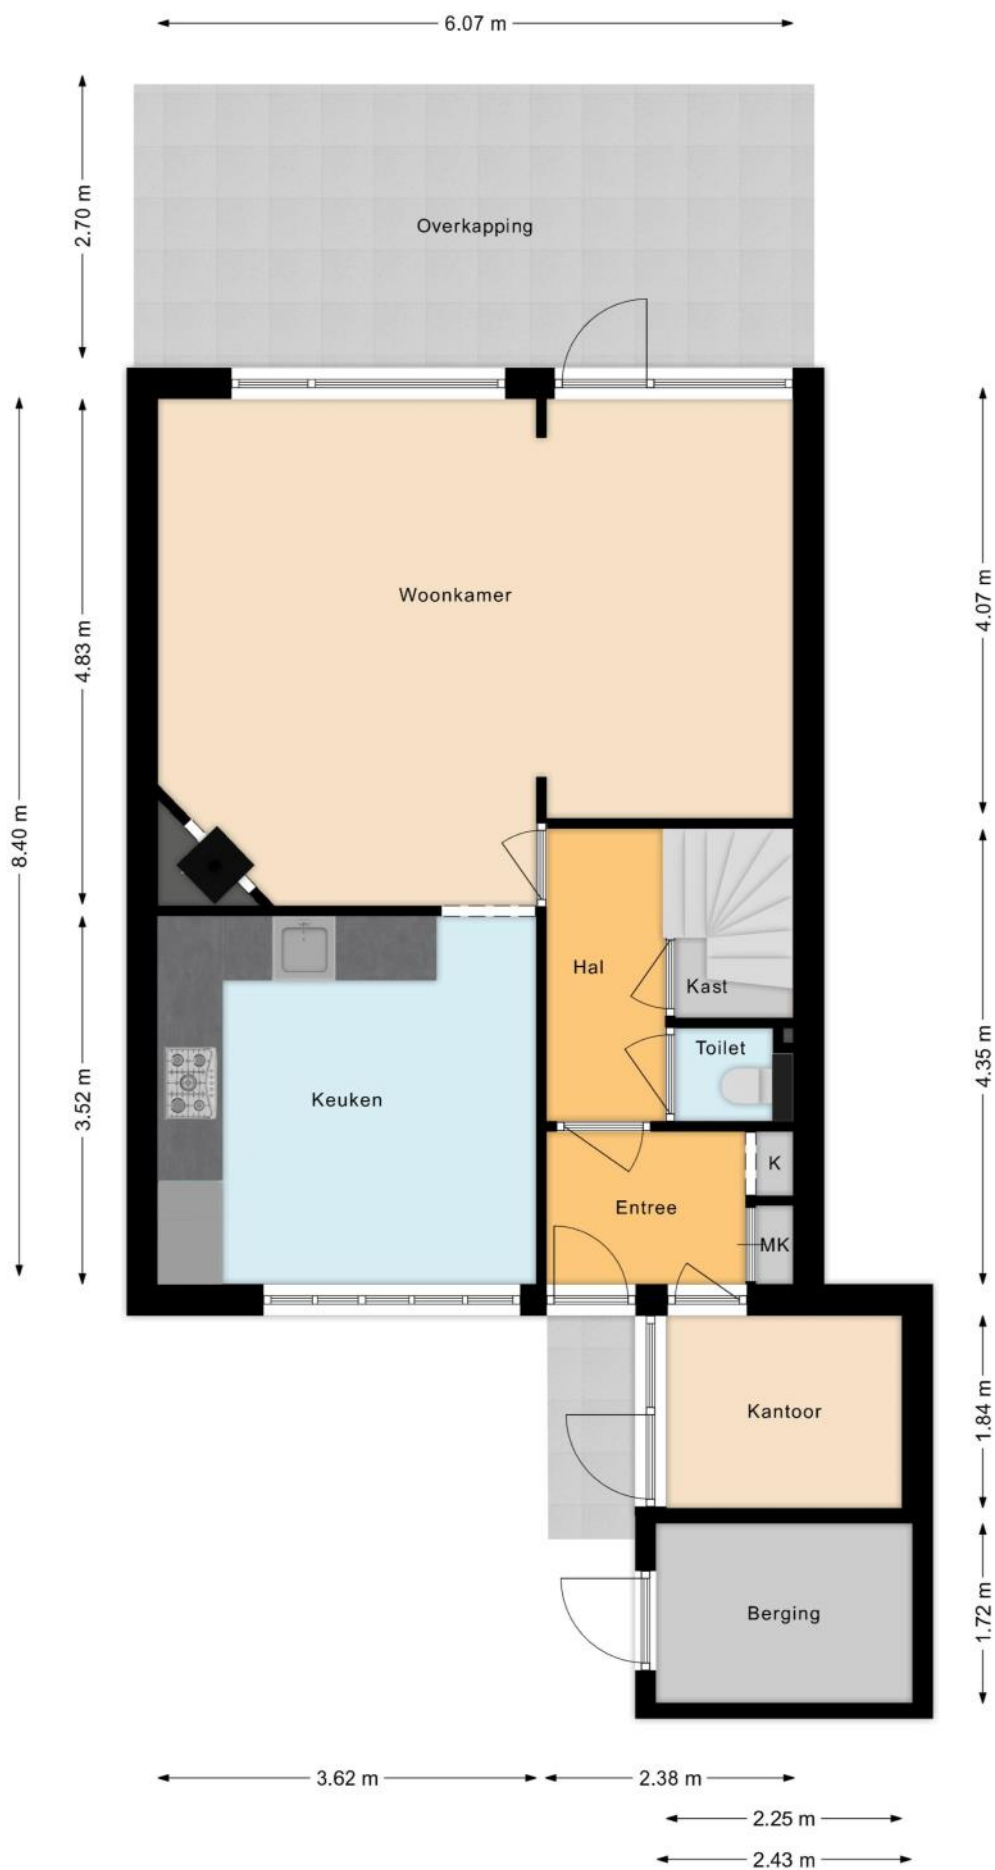 6.07 m
2.70 m
Overkapping
8.40 m
4.83 m
Woonkamer
4.07 m
Hal
Kast
Toilet
4.35 m
3.52 m
Keuken
K
Entree
MK
Kantoor
1.84 m
Berging
1.72 m
3.62 m
2.38 m
2.25 m
2.43 m